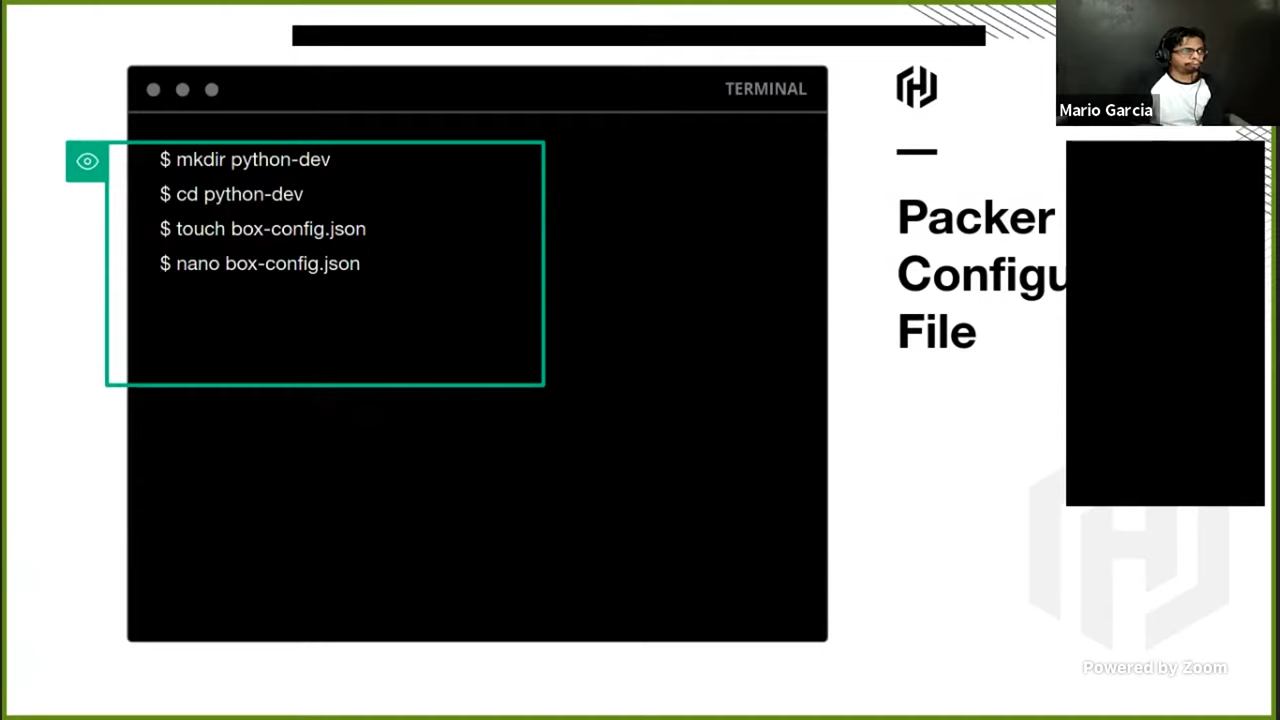 TERMINAL
$ mkdir python-dev
$ cd python-dev
$ touch box-config.json
$ nano box-config.json
Packer
Configu
File
Mario Garcia
Powered by Zoom